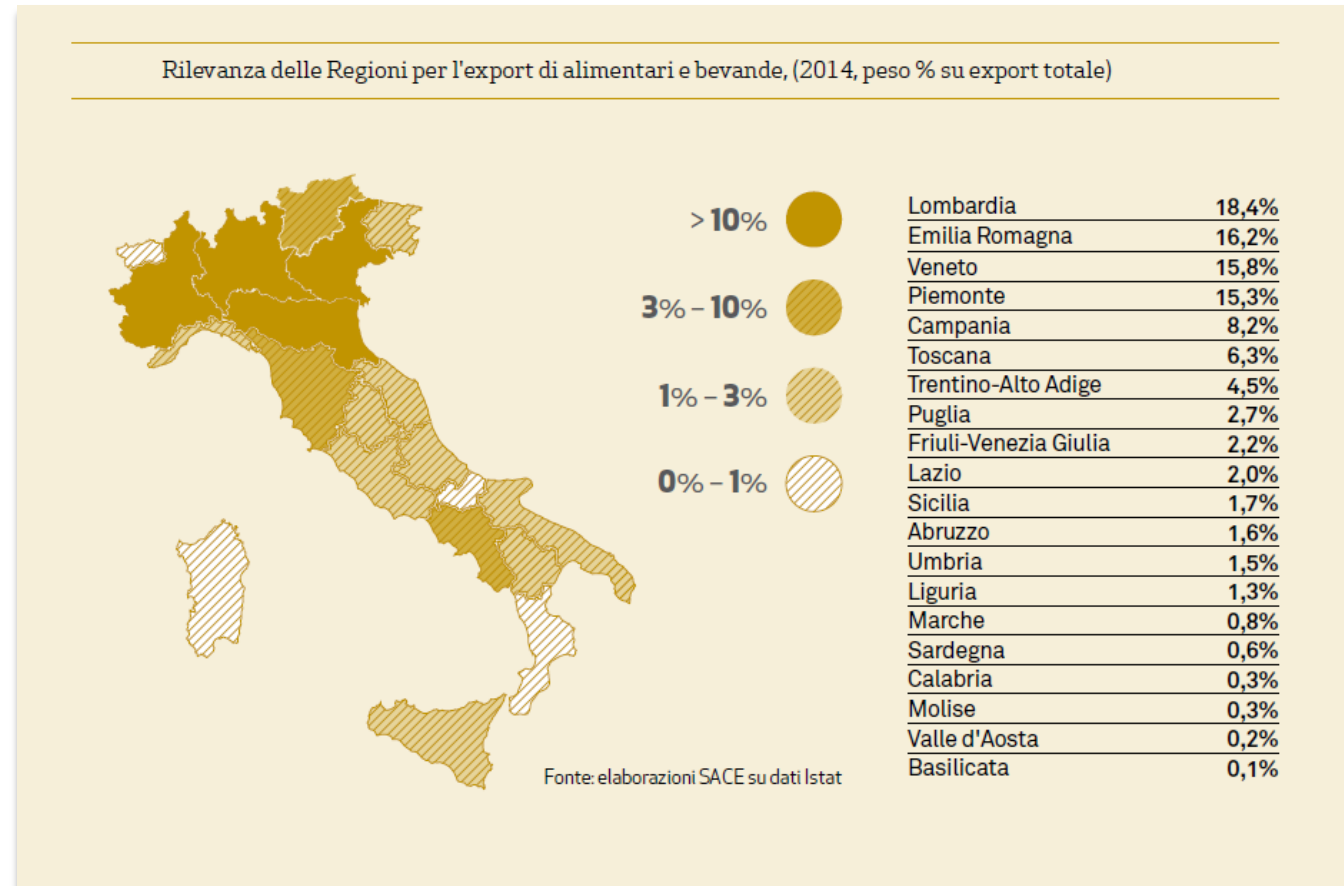 Rilevanza delle Regioni per l'export di alimentari e bevande, (2014, peso % su export totale)
> 10%
3% – 10%
1% – 3%
0% – 1%
Lombardia 18,4%
Emilia Romagna 16,2%
Veneto 15,8%
Piemonte 15,3%
Campania 8,2%
Toscana 6,3%
Trentino-Alto Adige 4,5%
Puglia 2,7%
Friuli-Venezia Giulia 2,2%
Lazio 2,0%
Sicilia 1,7%
Abruzzo 1,6%
Umbria 1,5%
Liguria 1,3%
Marche 0,8%
Sardegna 0,6%
Calabria 0,3%
Molise 0,3%
Valle d'Aosta 0,2%
Basilicata 0,1%
Fonte: elaborazioni SACE su dati Istat